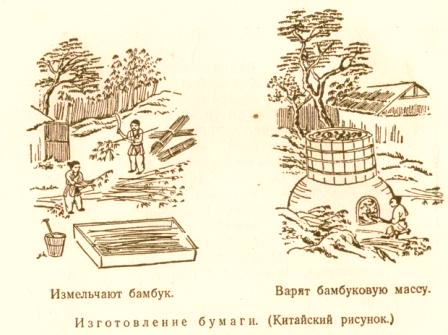 Измельчают бамбук.
Варят бамбуковую массу.
Изготовление бумаги. (Китайский рисунок.)